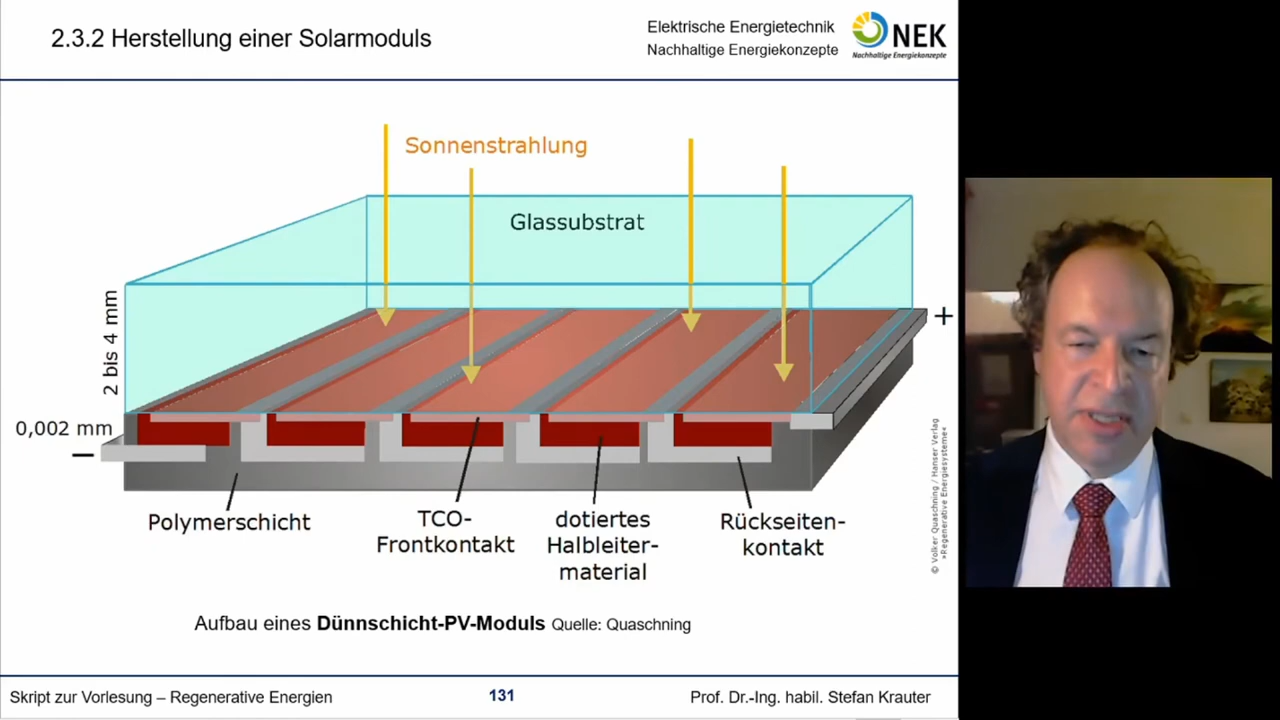 2.3.2 Herstellung einer Solarmoduls
Elektrische Energietechnik
Nachhaltige Energiekonzepte
NEK
Nachhaltige Energiekonzepte
Sonnenstrahlung
Glassubstrat
2 bis 4 mm
+
0,002 mm
−
Polymerschicht
TCO-
Frontkontakt
dotiertes
Halbleiter-
material
Rückseiten-
kontakt
© Volker Quaschning / Hanser Verlag
»Regenerative Energiesysteme«
Aufbau eines Dünnschicht-PV-Moduls Quelle: Quaschning
Skript zur Vorlesung – Regenerative Energien
131
Prof. Dr.-Ing. habil. Stefan Krauter